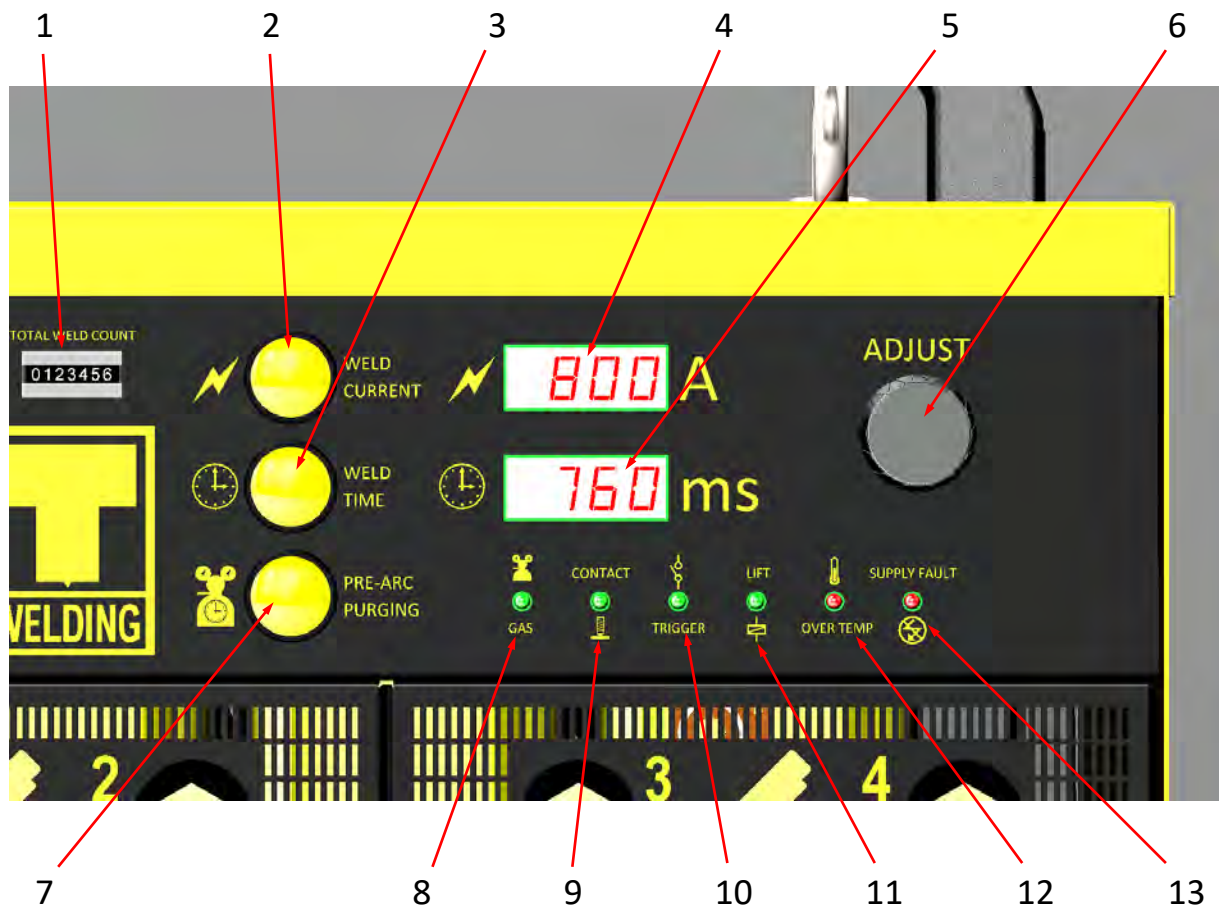 1 2 3 4 5 6
TOTAL WELD COUNT
0123456
WELD
CURRENT
800 A
ADJUST
WELD
TIME
760 ms
T
WELDING
PRE-ARC
PURGING
CONTACT LIFT SUPPLY FAULT
GAS TRIGGER OVER TEMP
2 3 4
7 8 9 10 11 12 13